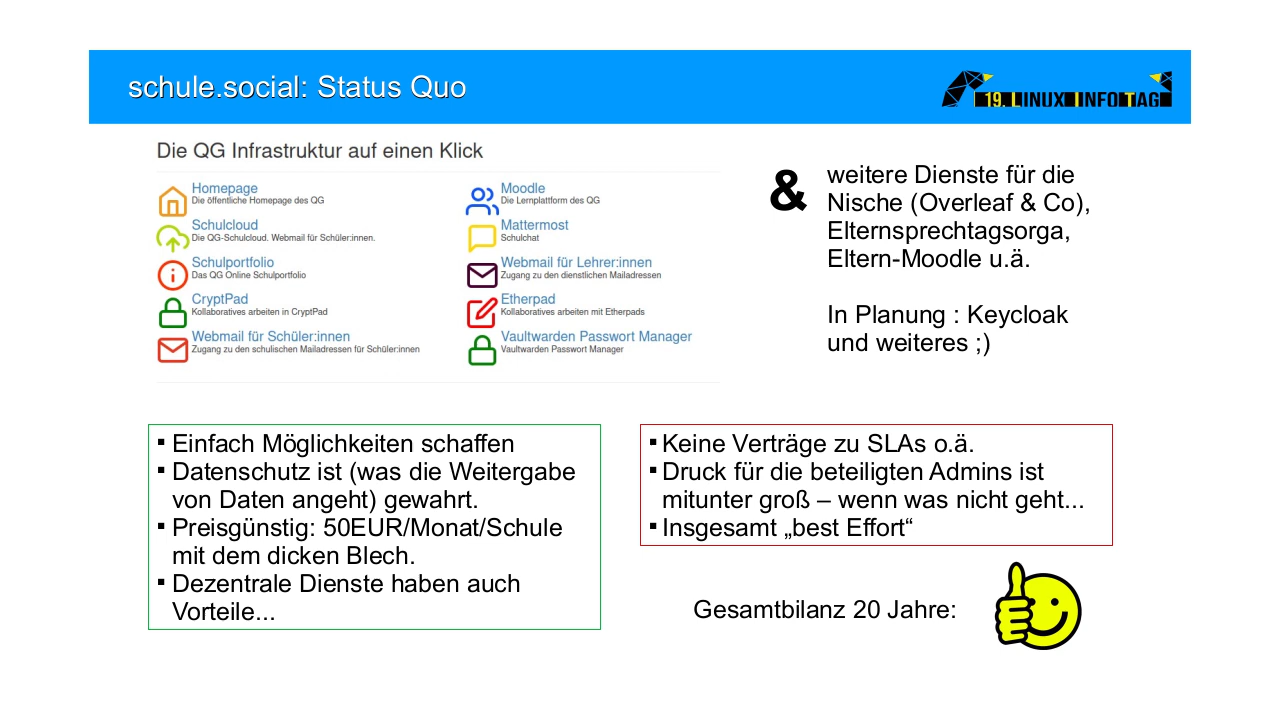 schule.social: Status Quo
19. LINUX INFOTAG
Die QG Infrastruktur auf einen Klick
Homepage
Die öffentliche Homepage des QG
Schulcloud
Die QG-Schulcloud. Webmail für Schüler:innen.
Schulportfolio
Das QG Online Schulportfolio
CryptPad
Kollaboratives arbeiten in CryptPad
Webmail für Schüler:innen
Zugang zu den schulischen Mailadressen für Schüler:innen
Moodle
Die Lernplattform des QG
Mattermost
Schulchat
Webmail für Lehrer:innen
Zugang zu den dienstlichen Mailadressen
Etherpad
Kollaboratives arbeiten mit Etherpads
Vaultwarden Passwort Manager
Vaultwarden Passwort Manager
&
weitere Dienste für die
Nische (Overleaf & Co),
Elternsprechtagsorga,
Eltern-Moodle u.ä.
In Planung : Keycloak
und weiteres ;)
▪ Einfach Möglichkeiten schaffen
▪ Datenschutz ist (was die Weitergabe
von Daten angeht) gewahrt.
▪ Preisgünstig: 50EUR/Monat/Schule
mit dem dicken Blech.
▪ Dezentrale Dienste haben auch
Vorteile...
▪ Keine Verträge zu SLAs o.ä.
▪ Druck für die beteiligten Admins ist
mitunter groß – wenn was nicht geht...
▪ Insgesamt „best Effort“
Gesamtbilanz 20 Jahre: